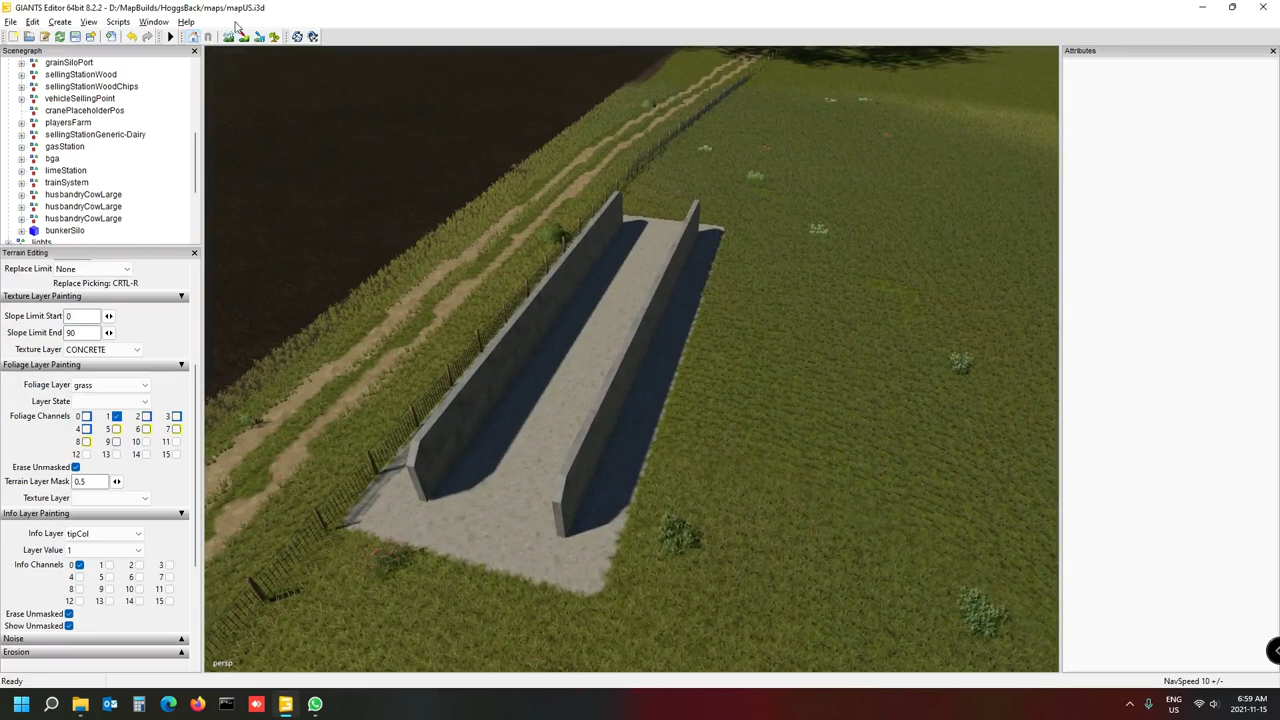 GIANTS Editor 64bit 8.2.2 - D:/MapBuilds/HoggsBack/maps/mapUS.i3d
File Edit Create View Scripts Window Help
Scenegraph
Attributes
grainSiloPort
sellingStationWood
sellingStationWoodChips
vehicleSellingPoint
cranePlaceholderPos
playersFarm
sellingStationGeneric-Dairy
gasStation
bga
limeStation
trainSystem
husbandryCowLarge
husbandryCowLarge
husbandryCowLarge
bunkerSilo
lights
Terrain Editing
Replace Limit None
Replace Picking: CRTL-R
Texture Layer Painting
Slope Limit Start 0
Slope Limit End 90
Texture Layer CONCRETE
Foliage Layer Painting
Foliage Layer grass
Layer State
Foliage Channels 0 1 2 3
4 5 6 7
8 9 10 11
12 13 14 15
Erase Unmasked
Terrain Layer Mask 0.5
Texture Layer
Info Layer Painting
Info Layer tipCol
Layer Value 1
Info Channels 0 1 2 3
4 5 6 7
8 9 10 11
12 13 14 15
Erase Unmasked
Show Unmasked
Noise
Erosion
persp
Ready
NavSpeed 10 +/-
ENG
US
6:59 AM
2021-11-15